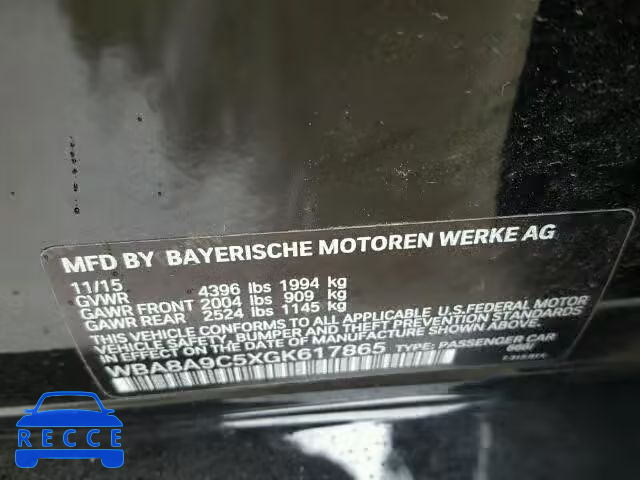 MFD BY BAYERISCHE MOTOREN WERKE AG
11/15
GVWR 4396 lbs 1994 kg
GAWR FRONT 2004 lbs 909 kg
GAWR REAR 2524 lbs 1145 kg
THIS VEHICLE CONFORMS TO ALL APPLICABLE U.S.FEDERAL MOTOR
VEHICLE SAFETY, BUMPER, AND THEFT PREVENTION STANDARDS
IN EFFECT ON THE DATE OF MANUFACTURE SHOWN ABOVE.
WBA8A9C5XGK617865 TYPE: PASSENGER CAR
RECCE